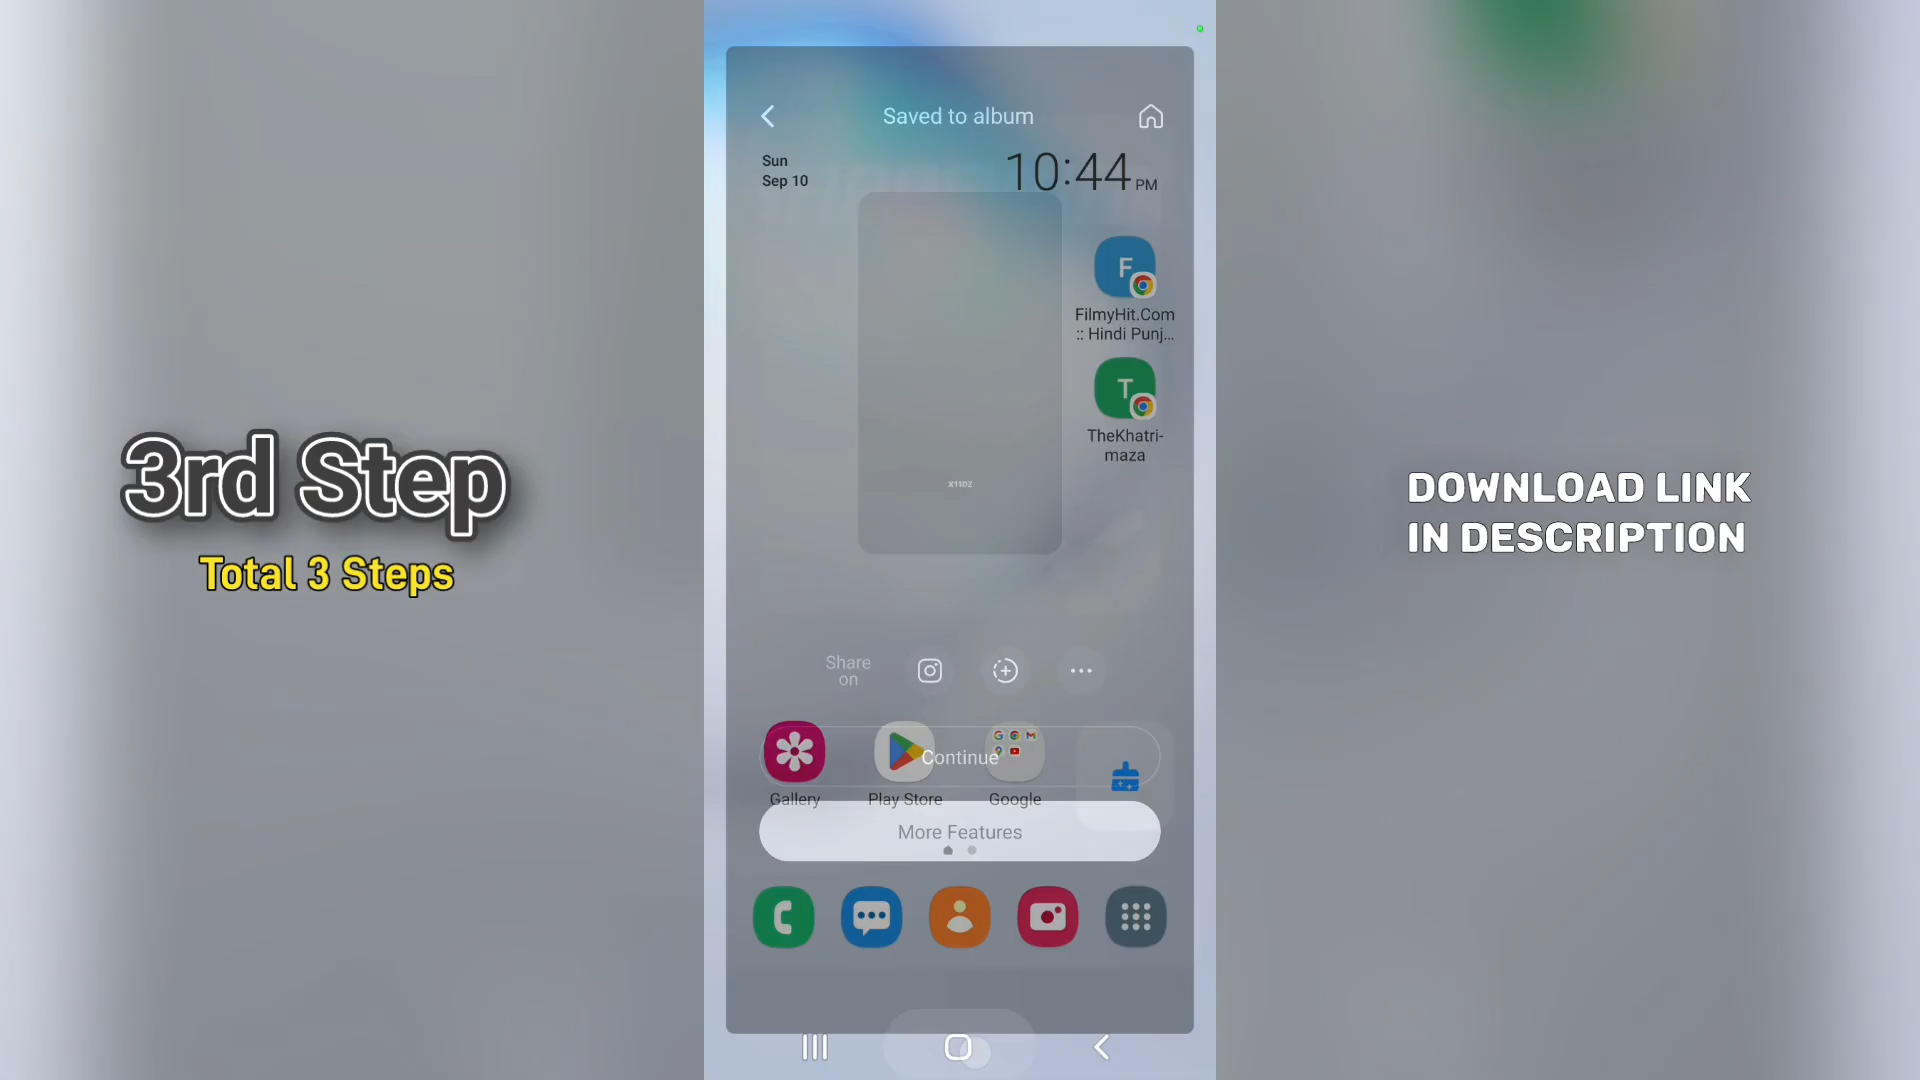 Saved to album
Sun
Sep 10
10:44 PM
F
FilmyHit.Com
:: Hindi Punj...
T
TheKhatri-
maza
X11DZ
3rd Step
Total 3 Steps
DOWNLOAD LINK
IN DESCRIPTION
Share
on
Continue
Gallery
Play Store
Google
More Features